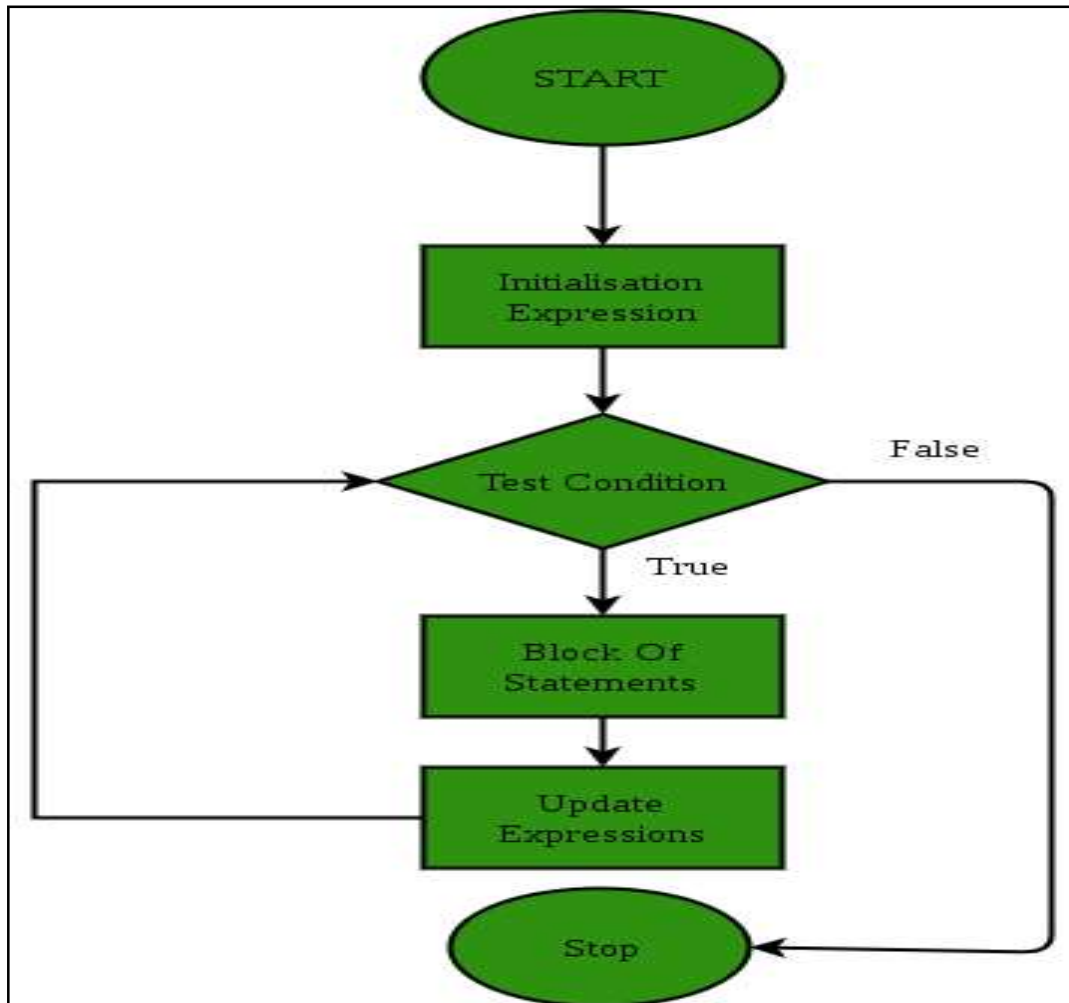 START
Initialisation
Expression
False
Test Condition
True
Block Of
Statements
Update
Expressions
Stop